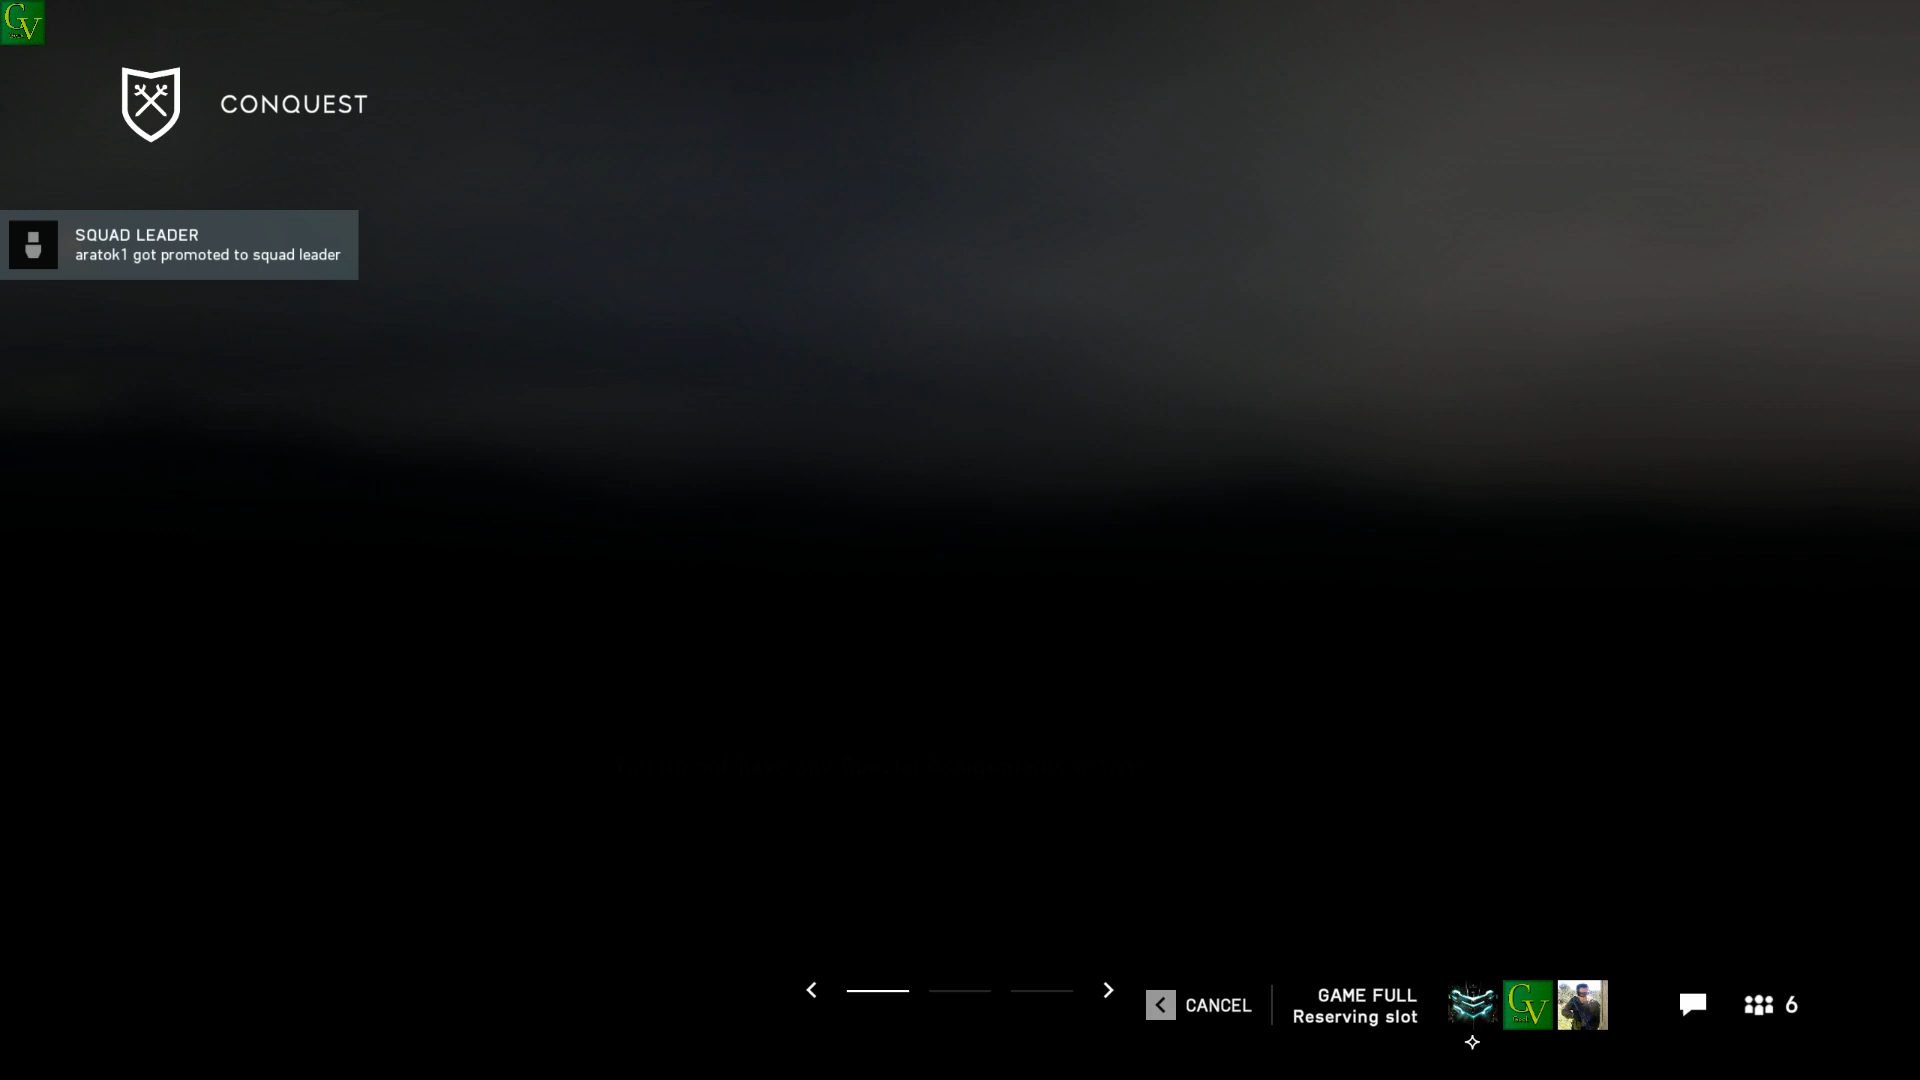 GV
CONQUEST
SQUAD LEADER
aratok1 got promoted to squad leader
CANCEL
GAME FULL
Reserving slot
GV
6